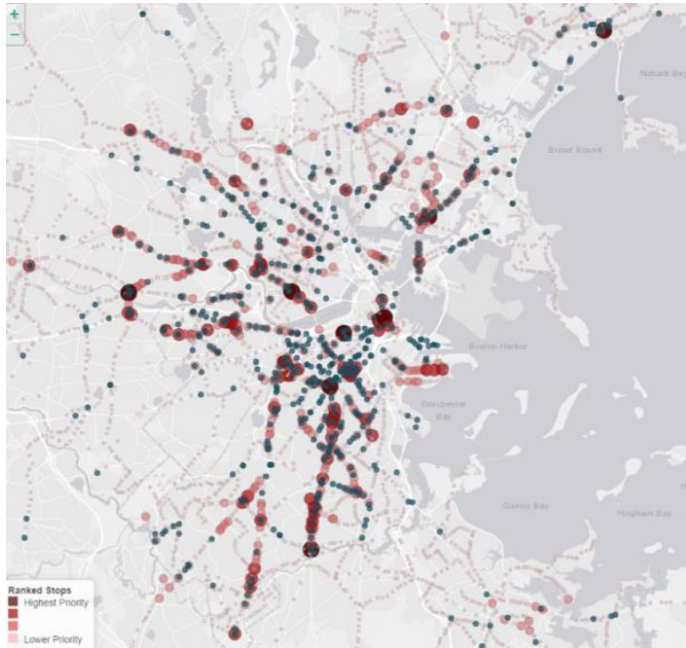 +
−
Nahant Bay
Broad Sound
Boston Harbor
Dorchester
Bay
Quincy Bay
Hingham Bay
Ranked Stops
Highest Priority
Lower Priority